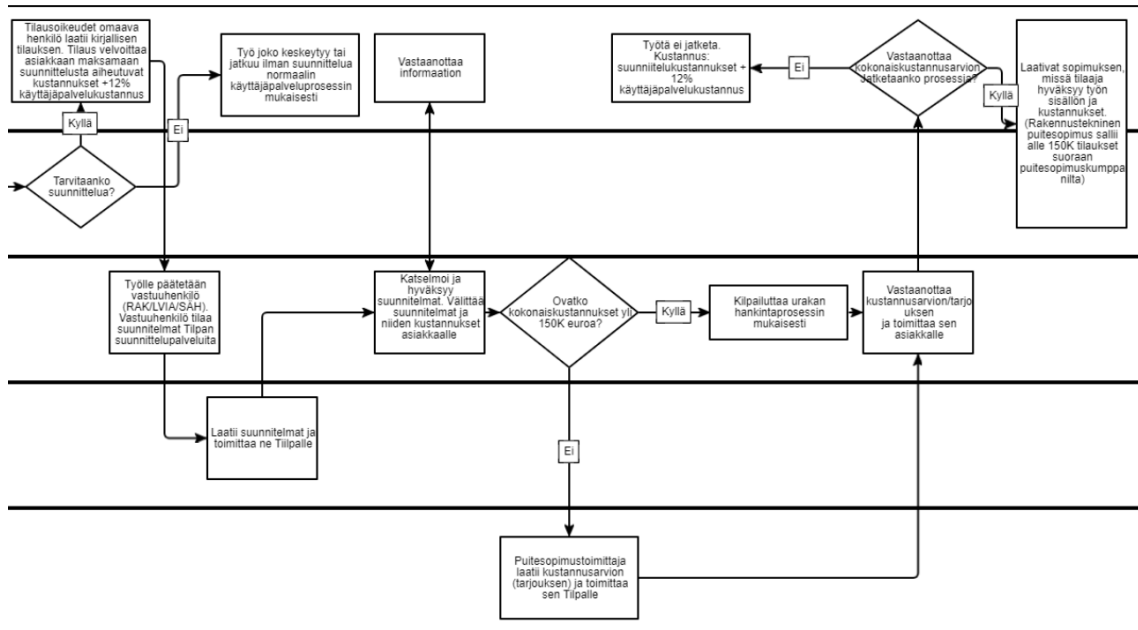 Tilausoikeudet omaava
henkilö laatii kirjallisen
tilauksen. Tilaus velvoittaa
asiakkaan maksamaan
suunnittelusta aiheutuvat
kustannukset +12%
käyttäjäpalvelukustannus
Kyllä
Ei
Tarvitaanko
suunnittelua?
Työ joko keskeytyy tai
jatkuu ilman suunnittelua
normaalin
käyttäjäpalveluprosessin
mukaisesti
Vastaanottaa
informaation
Työtä ei jatketa.
Kustannus:
suunniitelukustannukset +
12%
käyttäjäpalvelukustannus
Ei
Vastaanottaa
kokonaiskustannusarvion
Jatketaanko prosessia?
Kyllä
Laativat sopimuksen,
missä tilaaja
hyväksyy työn
sisällön ja
kustannukset.
(Rakennustekninen
puitesopimus sallii
alle 150K tilaukset
suoraan
puitesopimuskumppa
nilta)
Työlle päätetään
vastuuhenkilö
(RAK/LVIA/SÄH).
Vastuuhenkilö tilaa
suunnitelmat Tilpan
suunnittelupalveluita
Katselmoi ja
hyväksyy
suunnitelmat. Välittää
suunnitelmat ja
niiden kustannukset
asiakkaalle
Ovatko
kokonaiskustannukset yli
150K euroa?
Kyllä
Kilpailuttaa urakan
hankintaprosessin
mukaisesti
Vastaanottaa
kustannusarvion/tarjo
uksen
ja toimittaa sen
asiakkalle
Laatii suunnitelmat ja
toimittaa ne Tiilpalle
Ei
Puitesopimustoimittaja
laatii kustannusarvion
(tarjouksen) ja toimittaa
sen Tilpalle